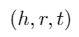 (h, r, t)